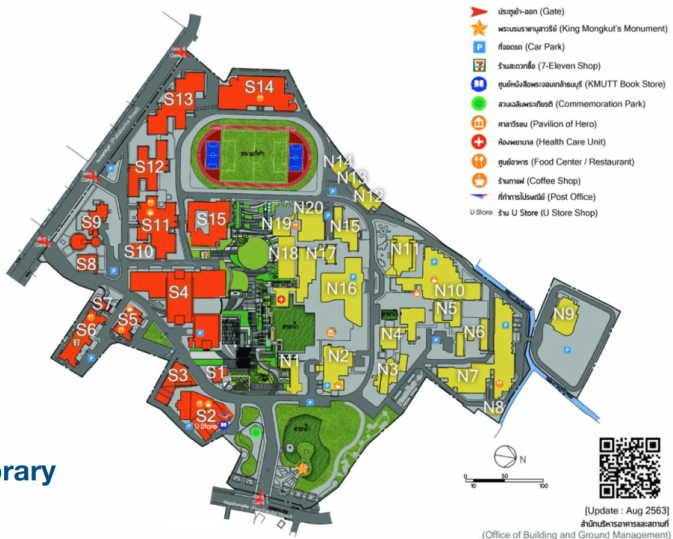 ประตูเข้า-ออก (Gate)
พระบรมราชานุสาวรีย์ (King Mongkut's Monument)
ที่จอดรถ (Car Park)
ร้านสะดวกซื้อ (7-Eleven Shop)
ศูนย์หนังสือพระจอมเกล้าธนบุรี (KMUTT Book Store)
สวนเฉลิมพระเกียรติ (Commemoration Park)
ศาลาวีรชน (Pavilion of Hero)
ห้องพยาบาล (Health Care Unit)
ศูนย์อาหาร (Food Center / Restaurant)
ร้านกาแฟ (Coffee Shop)
ที่ทำการไปรษณีย์ (Post Office)
U Store ร้าน U Store (U Store Shop)
S14
S13
S12
N14
N13
N12
S9
S11
S15
N20
N19
N15
S10
N18
N17
N11
S8
S4
N16
N10
N9
S7
S6
S5
N5
N4
N6
S3
S1
N1
N2
N3
N7
S2
U Store
N8
brary
N
0 50
10 100
[Update : Aug 2563]
สำนักบริหารอาคารและสถานที่
(Office of Building and Ground Management)